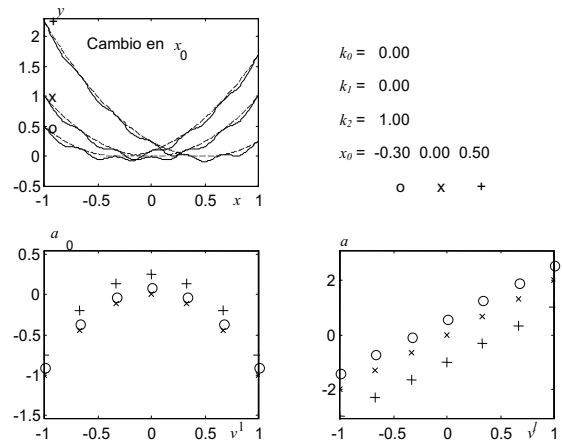 y
2
1.5
1
0.5
0
-0.5
Cambio en x0
-1 -0.5 0 0.5 x 1
k0 = 0.00
k1 = 0.00
k2 = 1.00
x0 = -0.30 0.00 0.50
o x +
a0
0.5
0
-0.5
-1
-1.5
-1 -0.5 0 0.5 v1 1
a
2
0
-2
-1 -0.5 0 0.5 vl 1